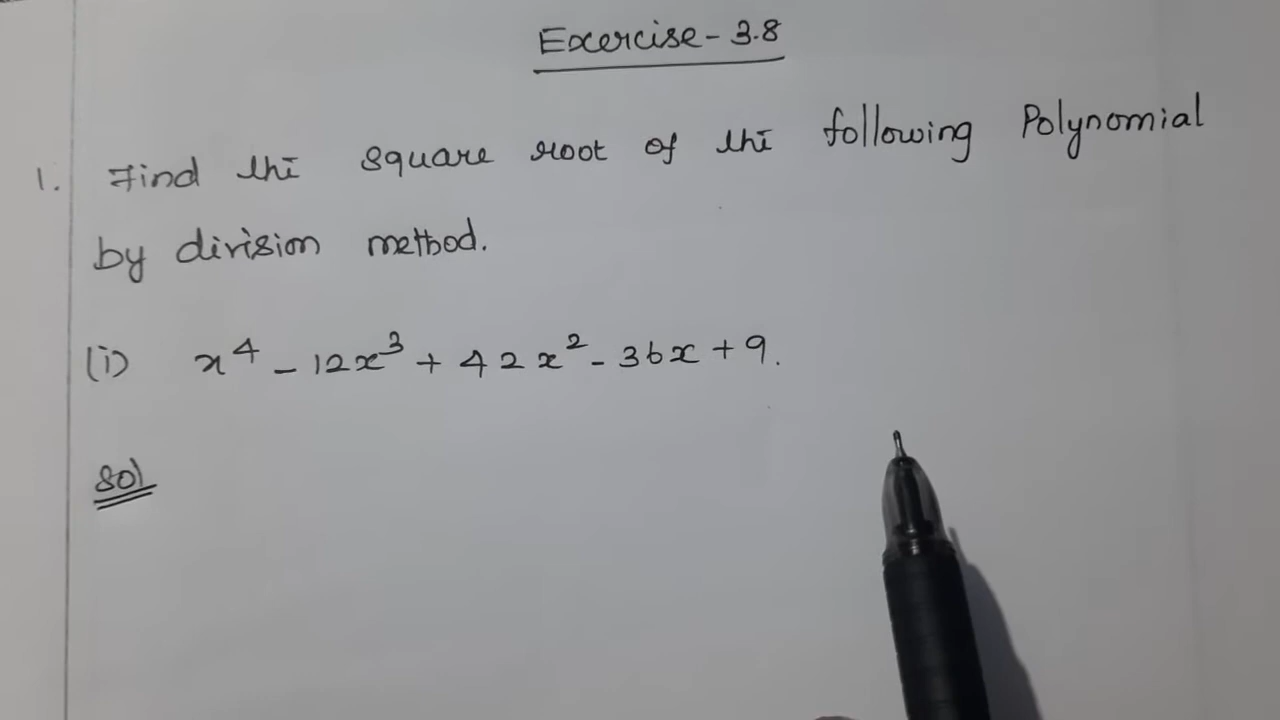 Exercise - 3.8
1. Find the square root of the following Polynomial
by division method.
(i) x⁴ - 12x³ + 42x² - 36x + 9.
Sol